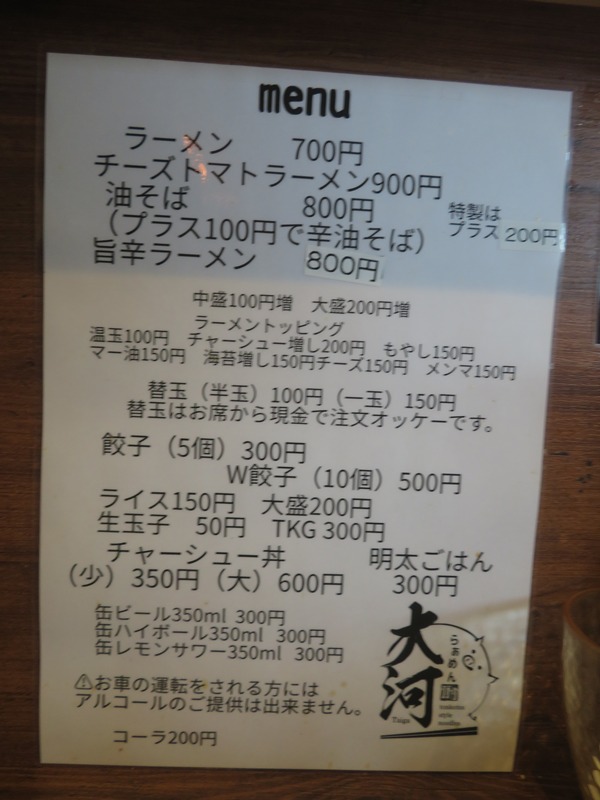 menu
ラーメン 700円
チーズトマトラーメン900円
油そば 800円
（プラス100円で辛油そば）
特製は
プラス 200円
旨辛ラーメン 800円
中盛100円増 大盛200円増
ラーメントッピング
温玉100円 チャーシュー増し200円 もやし150円
マー油150円 海苔増し150円チーズ150円 メンマ150円
替玉（半玉）100円（一玉）150円
替玉はお席から現金で注文オッケーです。
餃子（5個）300円
W餃子（10個）500円
ライス150円 大盛200円
生玉子 50円 TKG 300円
チャーシュー丼 明太ごはん
（少）350円（大）600円 300円
缶ビール350ml 300円
缶ハイボール350ml 300円
缶レモンサワー350ml 300円
⚠お車の運転をされる方には
アルコールのご提供は出来ません。
コーラ200円
大河
らぁめん
Taiga
tonkotsu
style
noodles